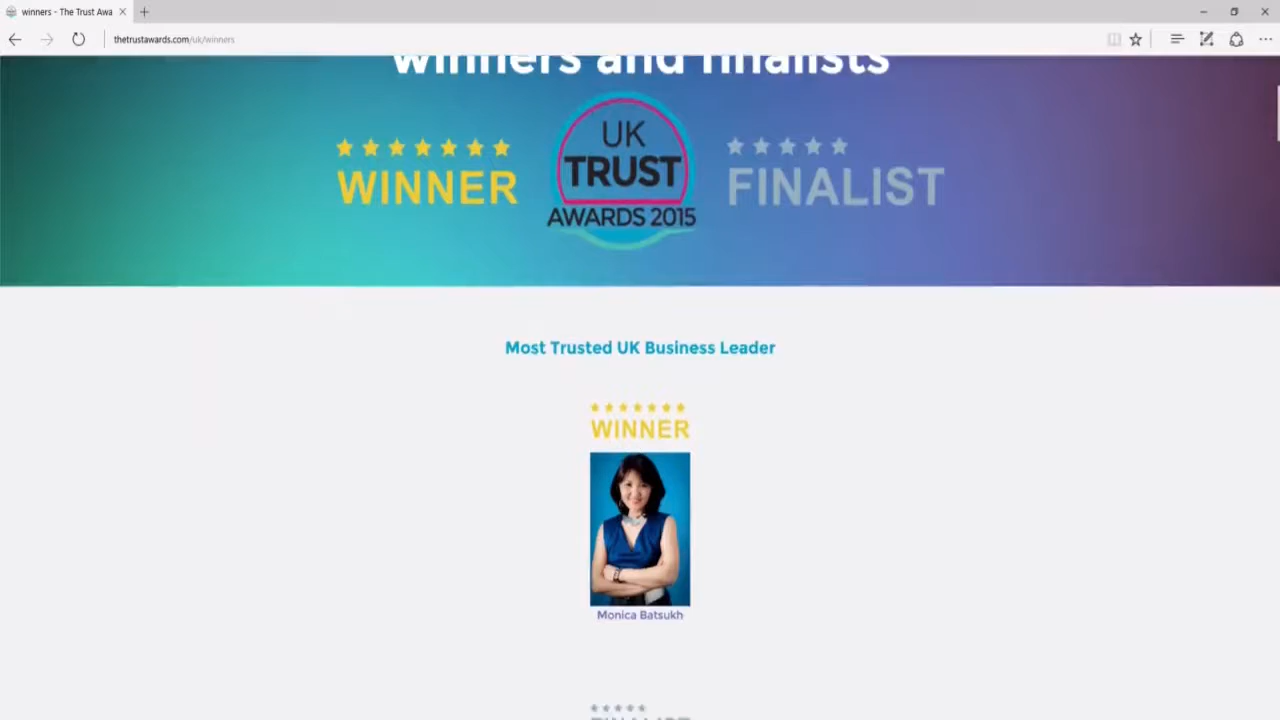 winners - The Trust Awa
thetrustawards.com/uk/winners
winners and finalists
WINNER
UK
TRUST
AWARDS 2015
FINALIST
Most Trusted UK Business Leader
WINNER
Monica Batsukh
FINALIST